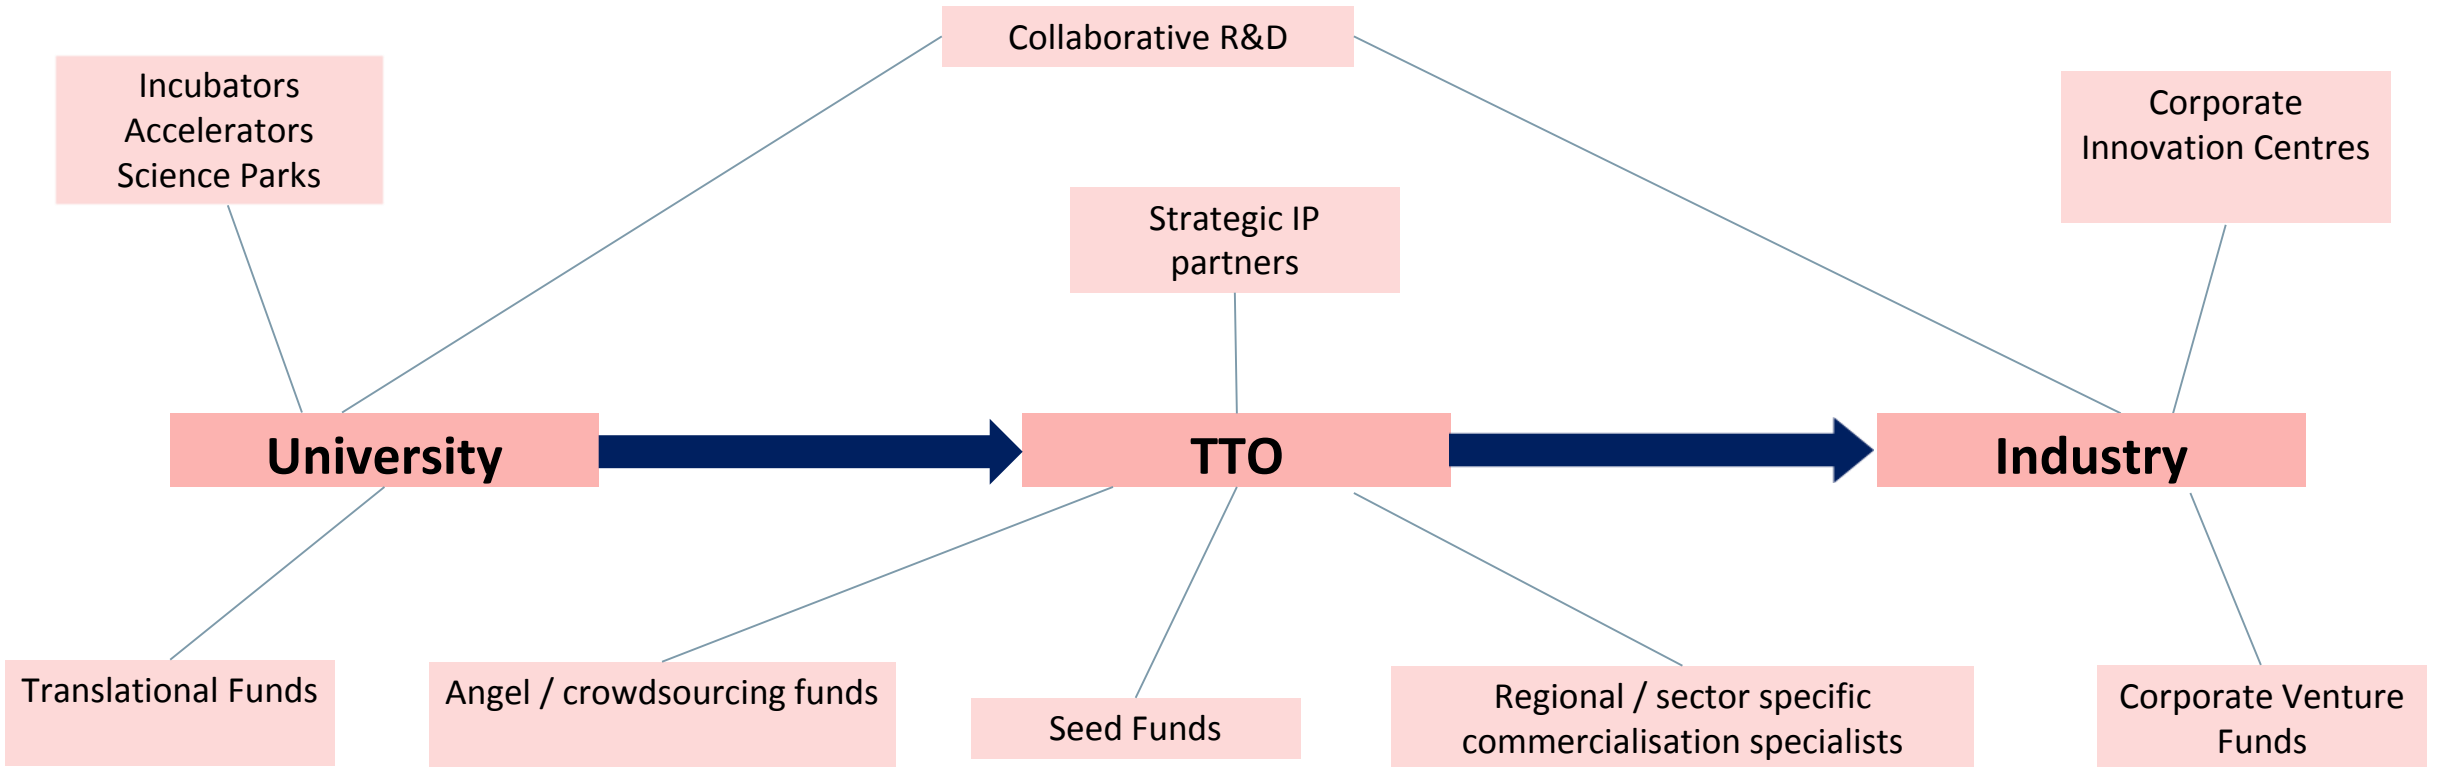 Collaborative R&D
Incubators
Accelerators
Science Parks
Corporate
Innovation Centres
Strategic IP
partners
University
TTO
Industry
Translational Funds
Angel / crowdsourcing funds
Seed Funds
Regional / sector specific
commercialisation specialists
Corporate Venture
Funds